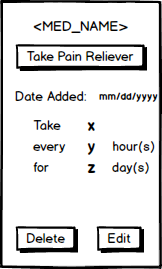 <MED_NAME>
Take Pain Reliever
Date Added: mm/dd/yyyy
Take x
every y hour(s)
for z day(s)
Delete Edit